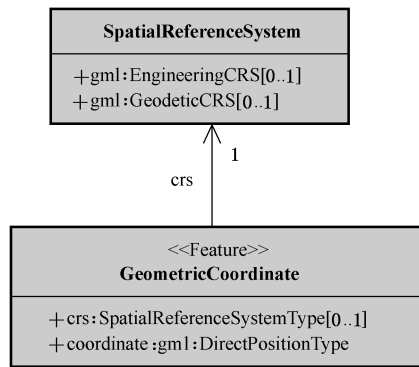 SpatialReferenceSystem
+gml:EngineeringCRS[0..1]
+gml:GeodeticCRS[0..1]
1
crs
<<Feature>>
GeometricCoordinate
+crs:SpatialReferenceSystemType[0..1]
+coordinate:gml:DirectPositionType